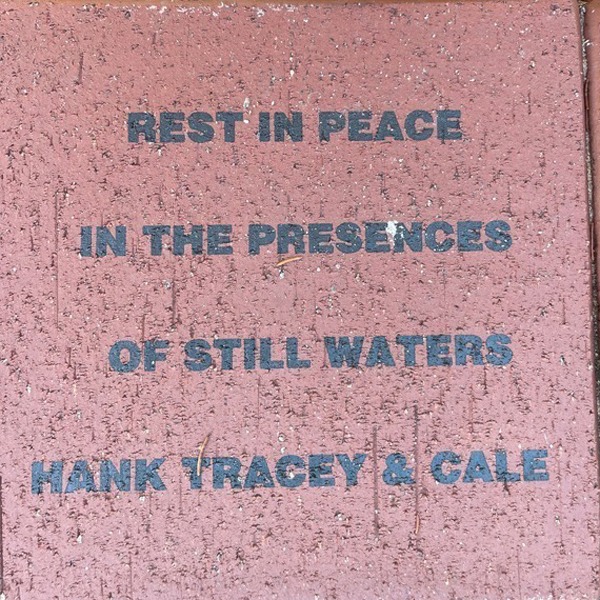 REST IN PEACE
IN THE PRESENCES
OF STILL WATERS
HANK TRACEY & CALE